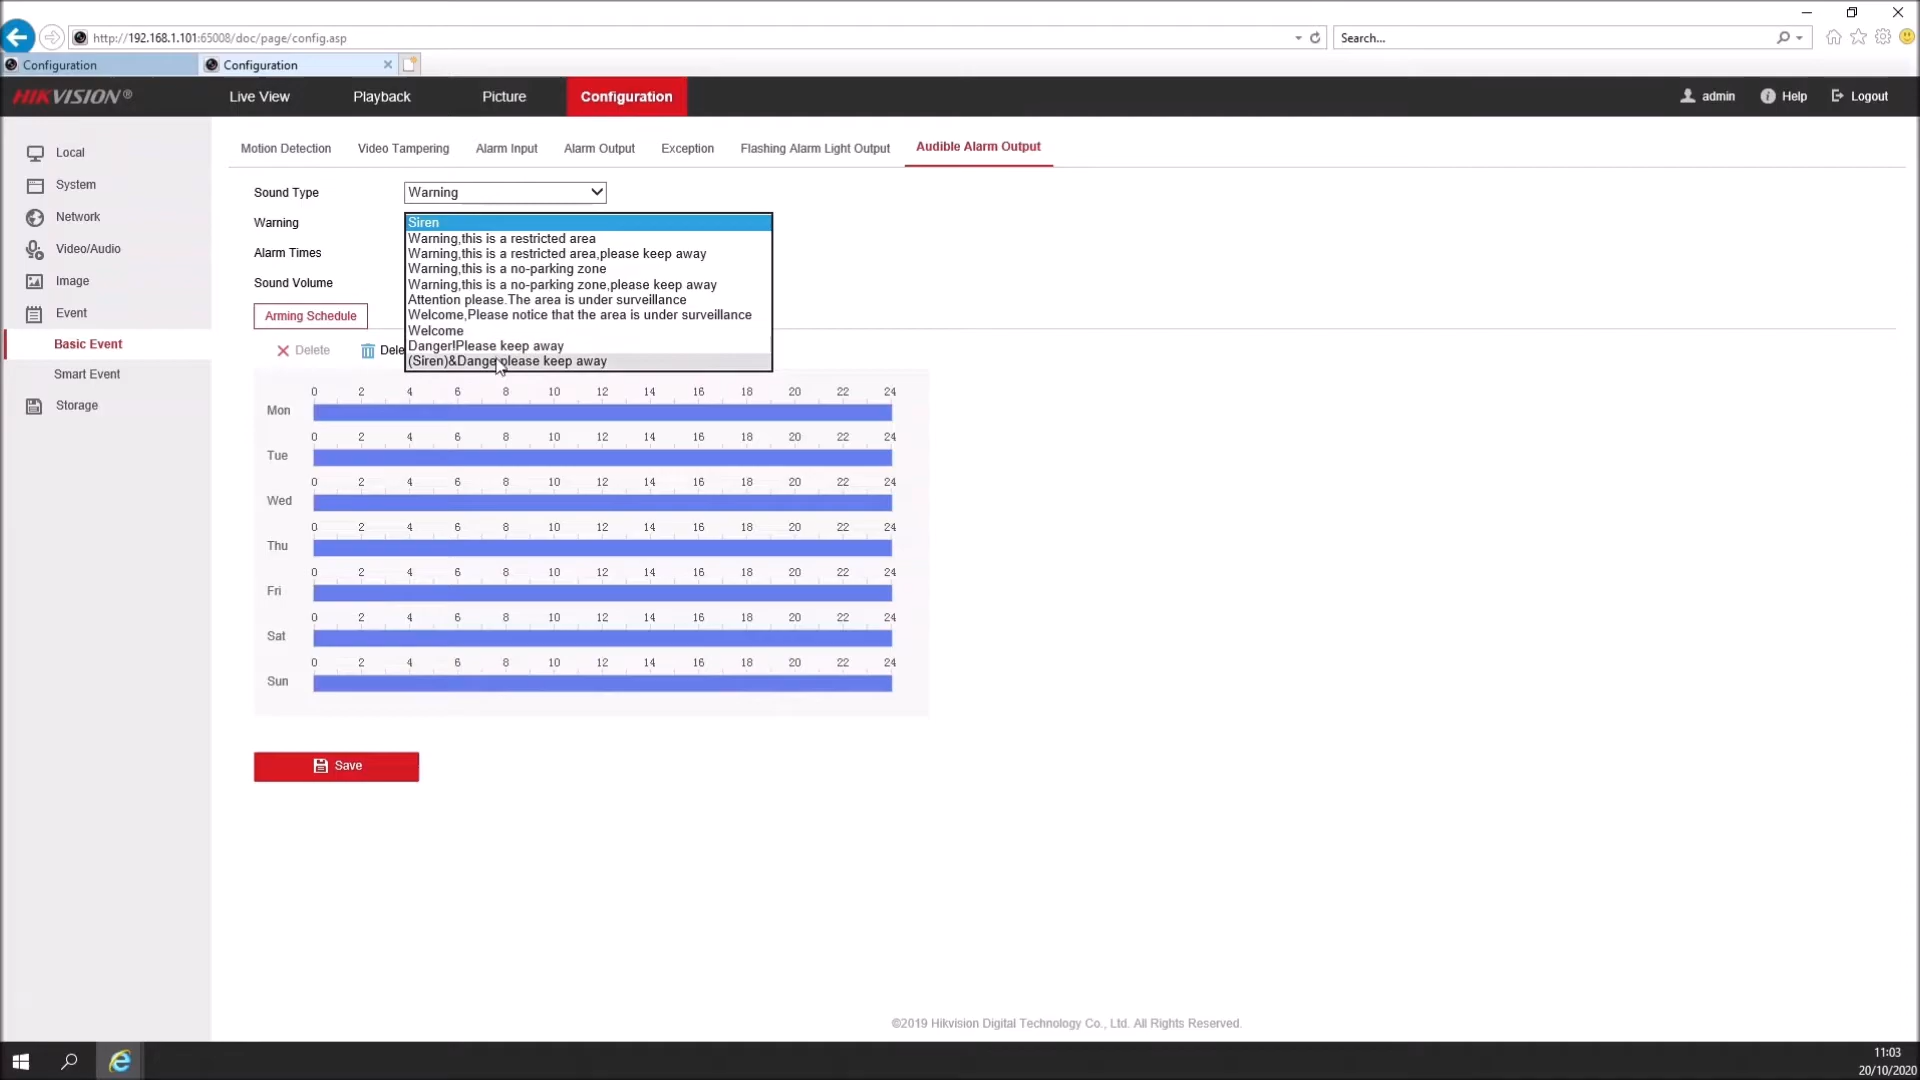 http://192.168.1.101:65008/doc/page/config.asp
Search...
Configuration
Configuration
HIKVISION®
Live View
Playback
Picture
Configuration
admin
Help
Logout
Local
System
Network
Video/Audio
Image
Event
Basic Event
Smart Event
Storage
Motion Detection
Video Tampering
Alarm Input
Alarm Output
Exception
Flashing Alarm Light Output
Audible Alarm Output
Sound Type
Warning
Warning
Alarm Times
Sound Volume
Siren
Warning,this is a restricted area
Warning,this is a restricted area,please keep away
Warning,this is a no-parking zone
Warning,this is a no-parking zone,please keep away
Attention please.The area is under surveillance
Welcome,Please notice that the area is under surveillance
Welcome
Danger!Please keep away
(Siren)&Dange please keep away
Arming Schedule
Delete
Dele
0 2 4 6 8 10 12 14 16 18 20 22 24
Mon
0 2 4 6 8 10 12 14 16 18 20 22 24
Tue
0 2 4 6 8 10 12 14 16 18 20 22 24
Wed
0 2 4 6 8 10 12 14 16 18 20 22 24
Thu
0 2 4 6 8 10 12 14 16 18 20 22 24
Fri
0 2 4 6 8 10 12 14 16 18 20 22 24
Sat
0 2 4 6 8 10 12 14 16 18 20 22 24
Sun
Save
©2019 Hikvision Digital Technology Co., Ltd. All Rights Reserved.
11:03
20/10/2020